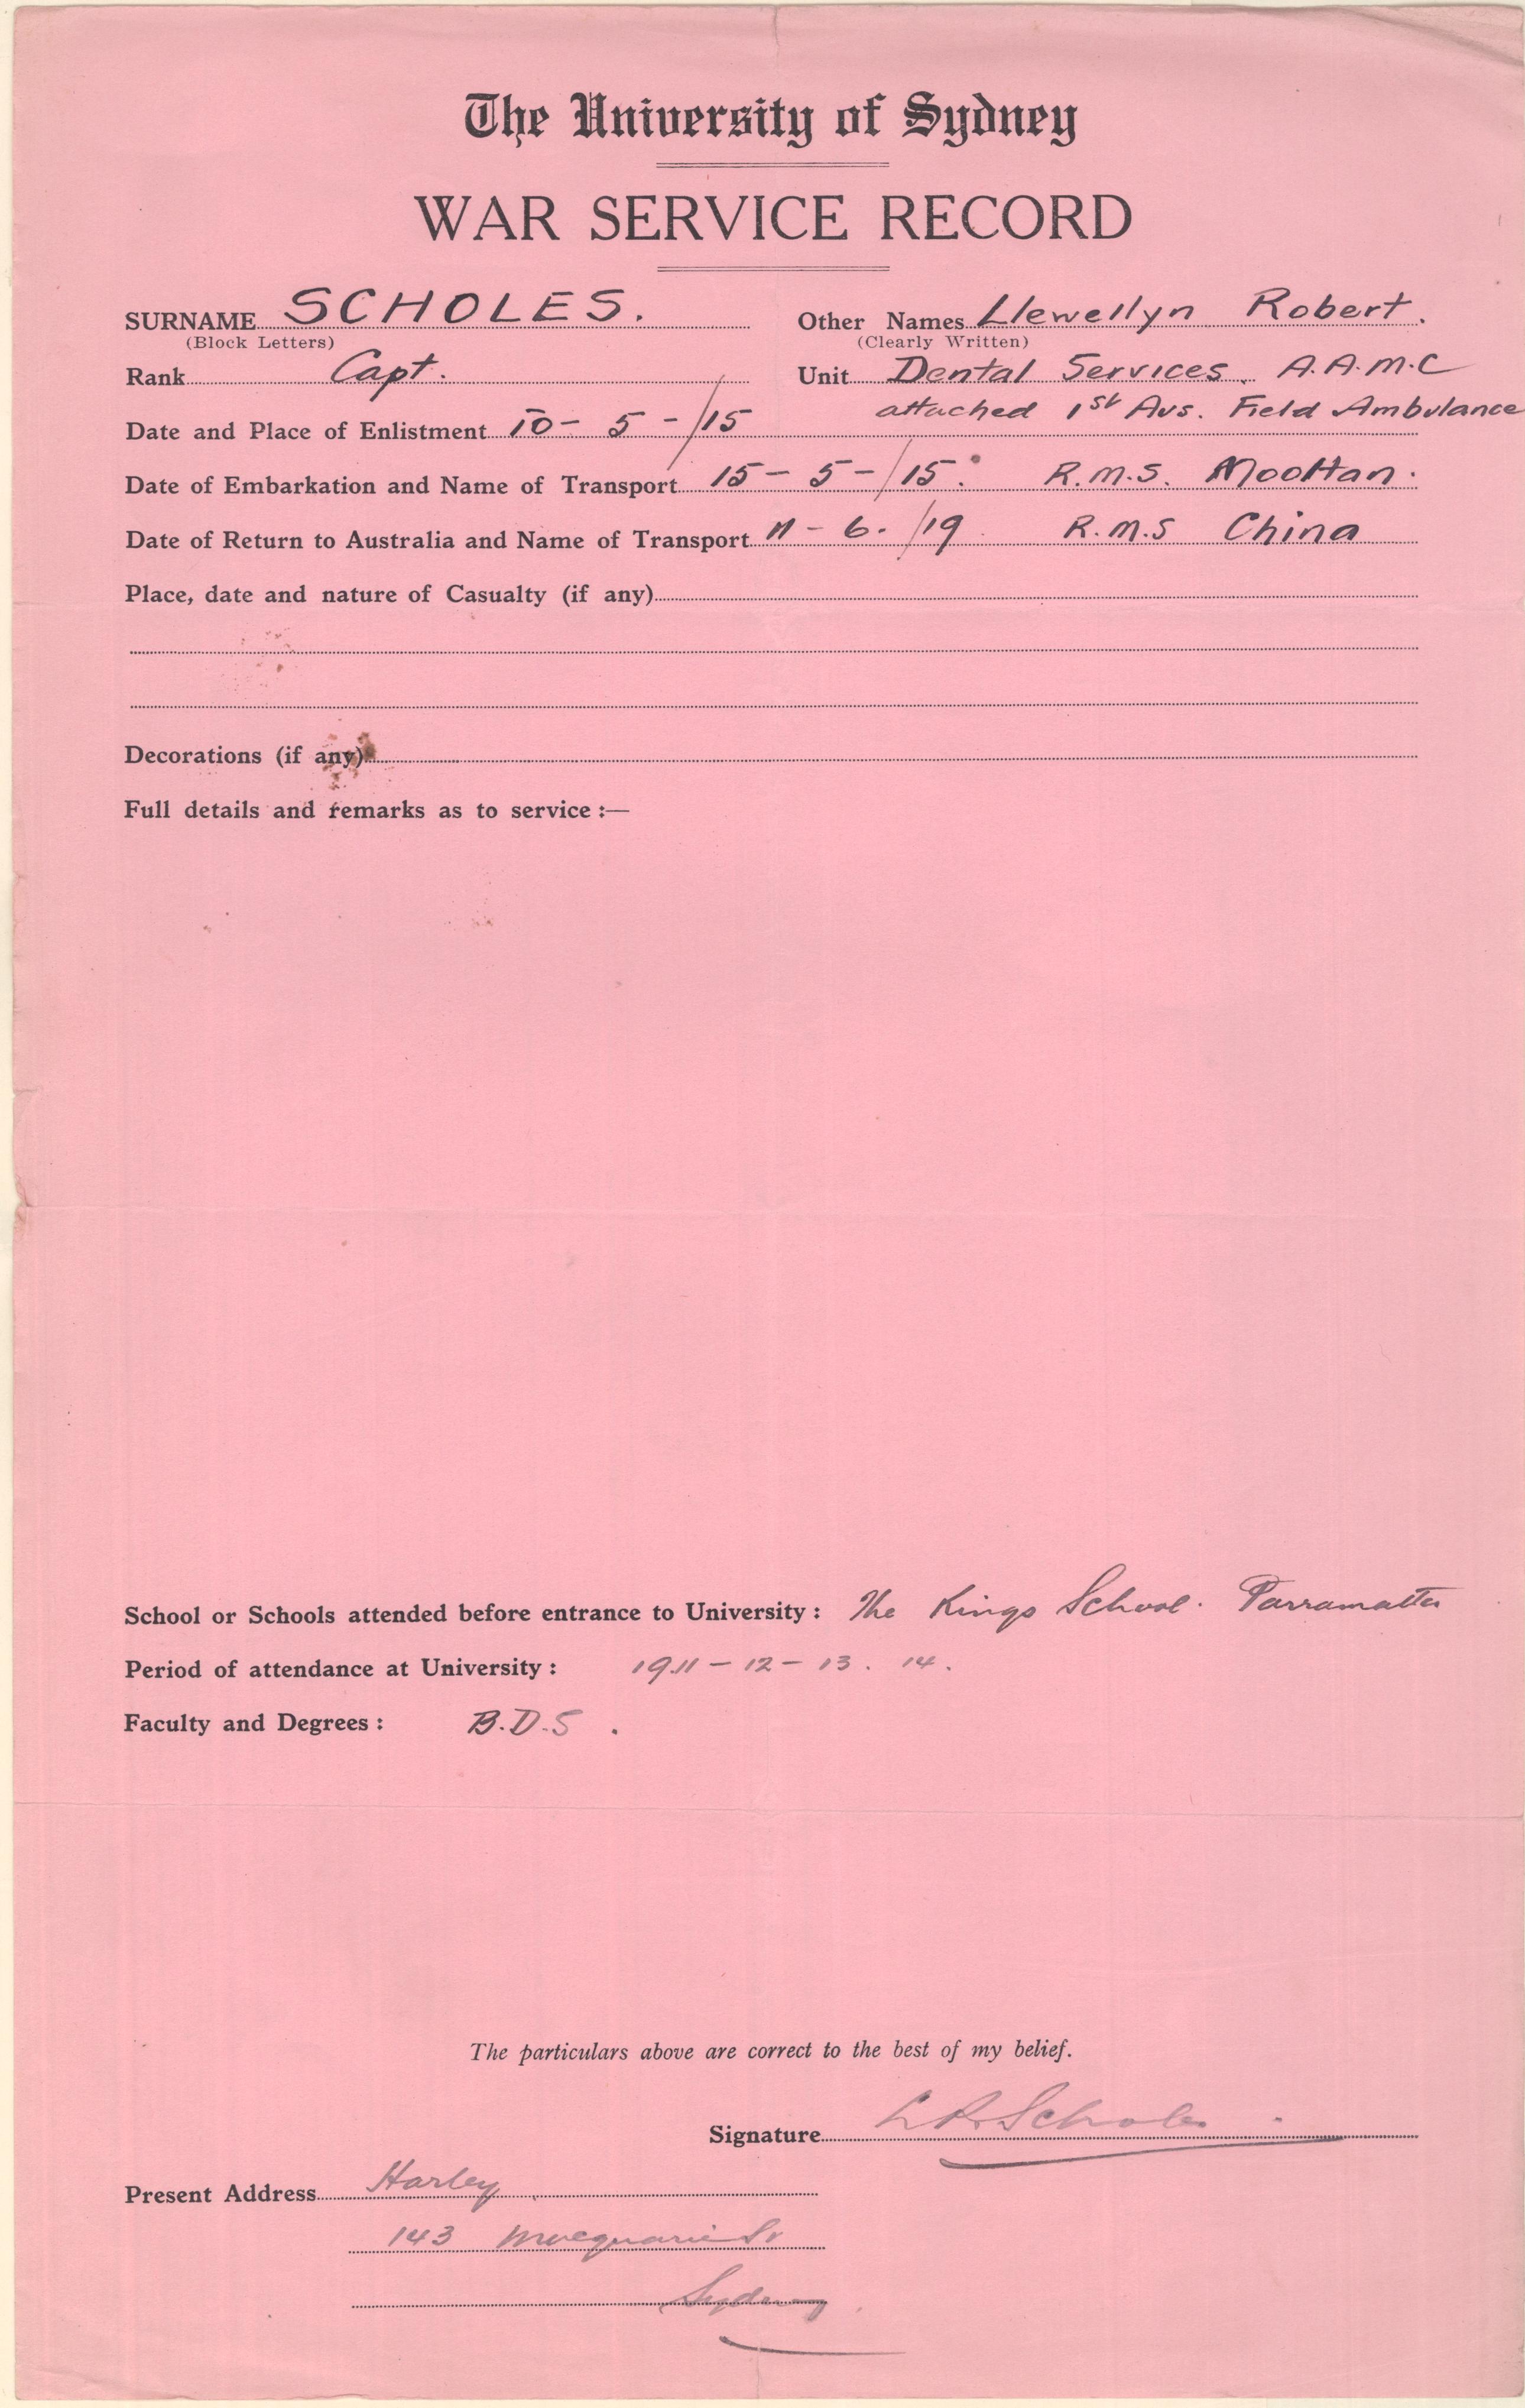 The University of Sydney
WAR SERVICE RECORD
SURNAME SCHOLES. Other Names Llewellyn Robert.
(Block Letters) (Clearly Written)
Rank Capt. Unit Dental Services. A.A.M.C
attached 1st Aus. Field Ambulance
Date and Place of Enlistment 10 - 5 - /15
Date of Embarkation and Name of Transport 15 - 5 - /15. R.M.S. Mooltan.
Date of Return to Australia and Name of Transport 11 - 6. /19 R.M.S China
Place, date and nature of Casualty (if any)
Decorations (if any)
Full details and remarks as to service :—
School or Schools attended before entrance to University : The Kings School. Parramatta
Period of attendance at University : 1911 - 12 - 13. 14.
Faculty and Degrees : B.D.S.
The particulars above are correct to the best of my belief.
Signature L R. Scholes
Present Address Harley
143 Macquarie St
Sydney